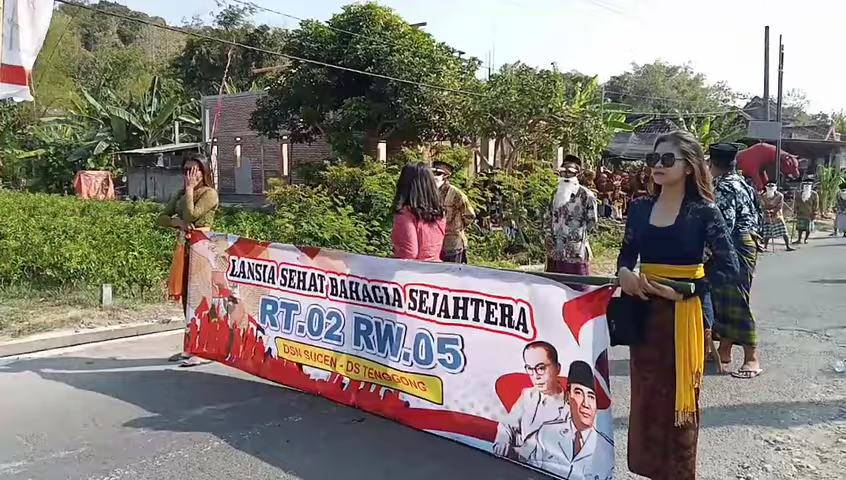 LANSIA SEHAT BAHAGIA SEJAHTERA
RT.02 RW.05
DSN SUCEN - DS TENGGONG